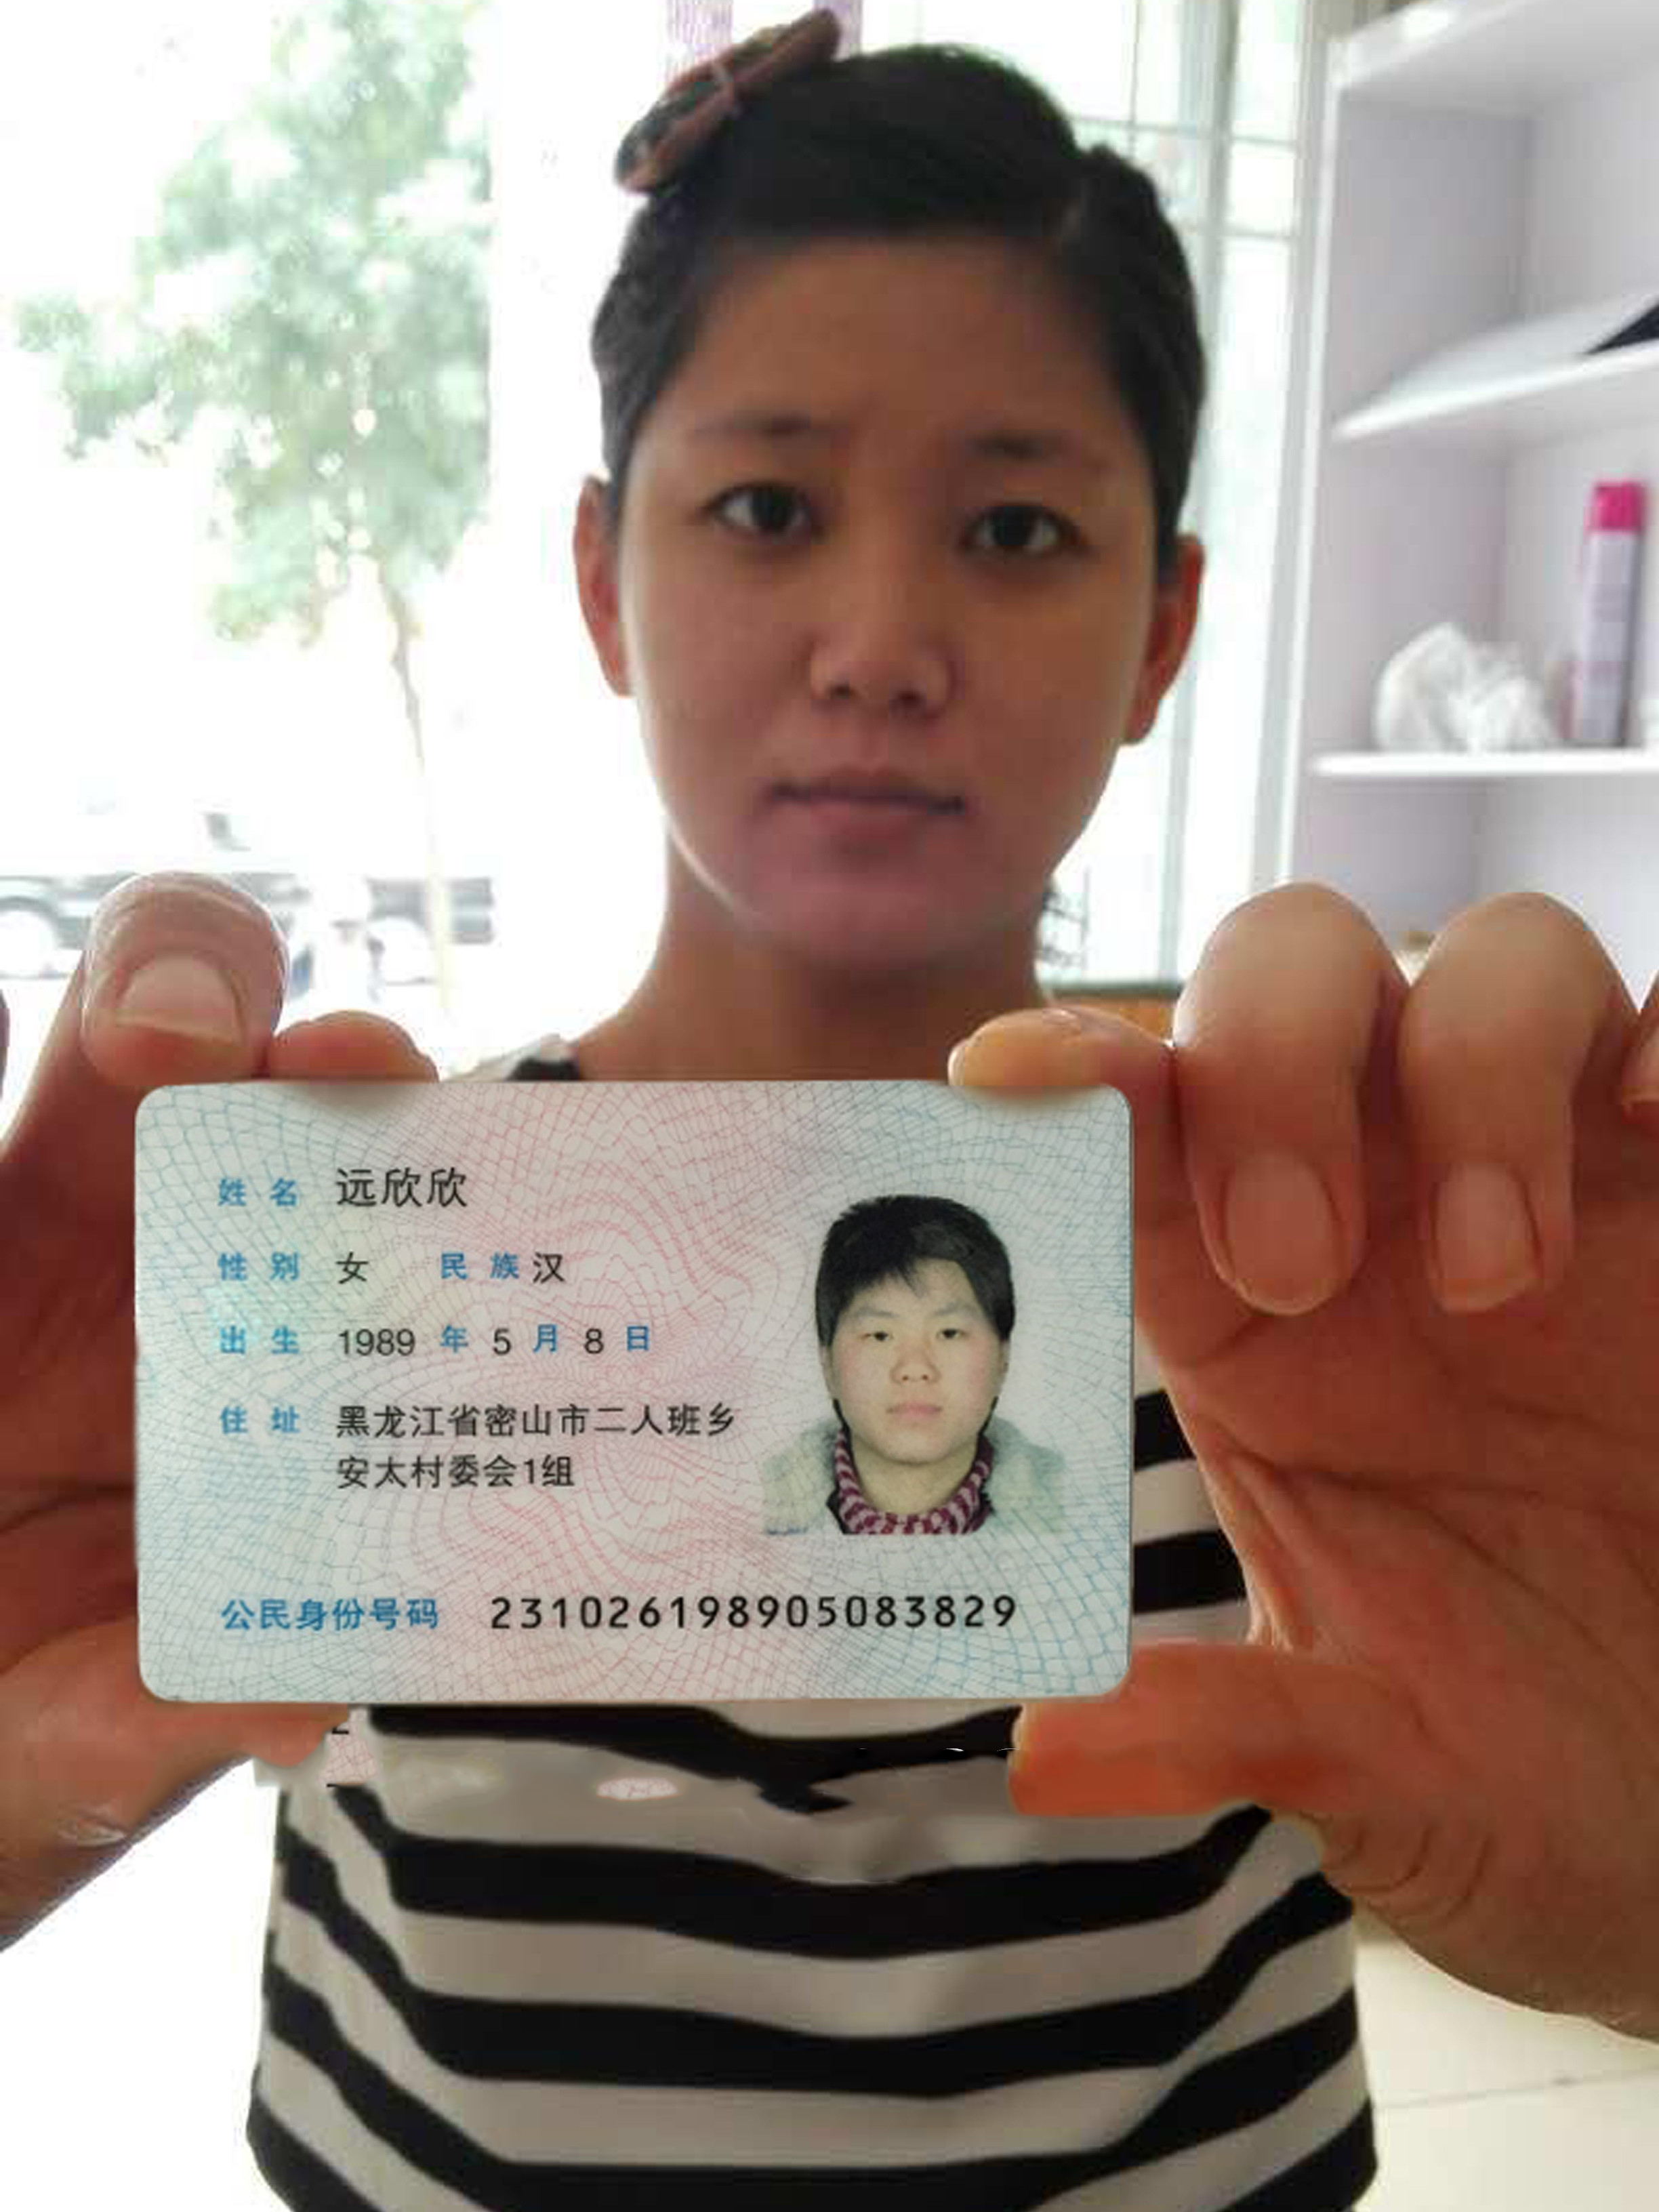 姓 名 远欣欣
性 别 女 民 族 汉
出 生 1989 年 5 月 8 日
住 址 黑龙江省密山市二人班乡
安太村委会1组
公民身份号码 231026198905083829